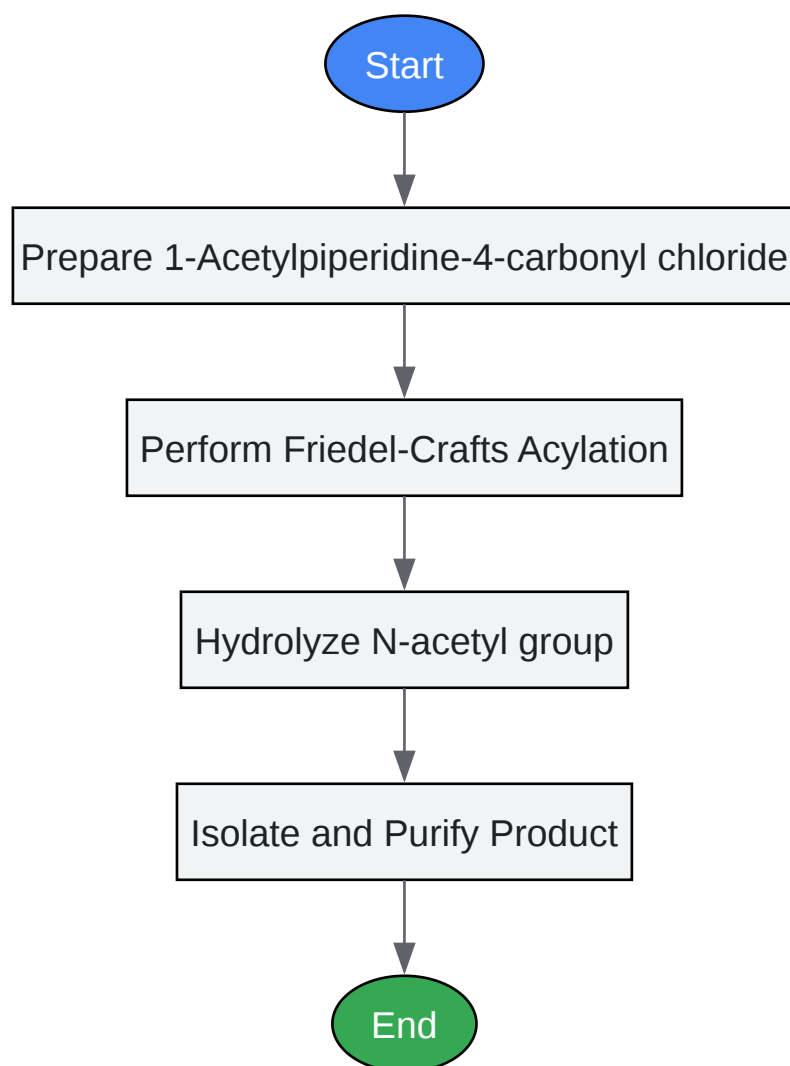 Start
Prepare 1-Acetylpiperidine-4-carbonyl chloride
Perform Friedel-Crafts Acylation
Hydrolyze N-acetyl group
Isolate and Purify Product
End